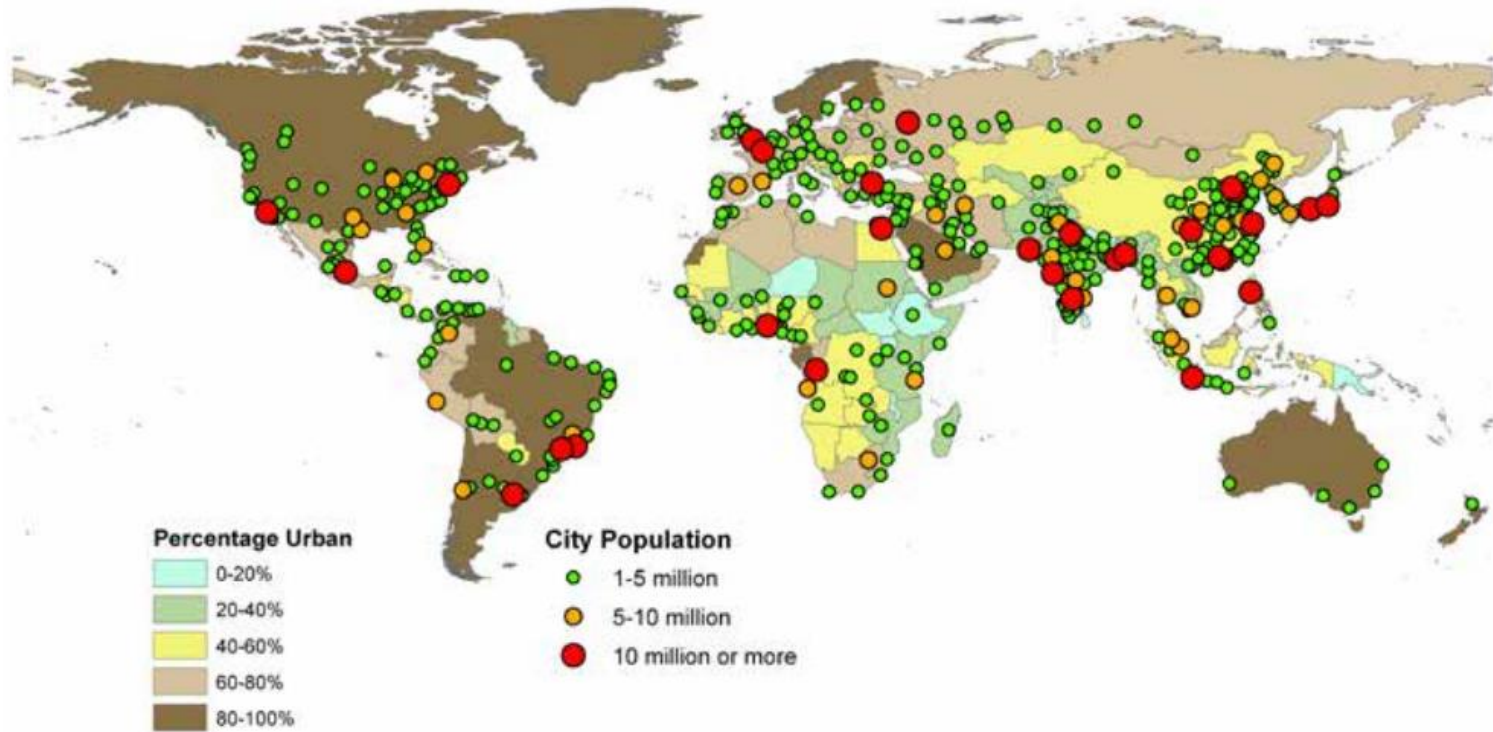 Percentage Urban
0-20%
20-40%
40-60%
60-80%
80-100%
City Population
1-5 million
5-10 million
10 million or more